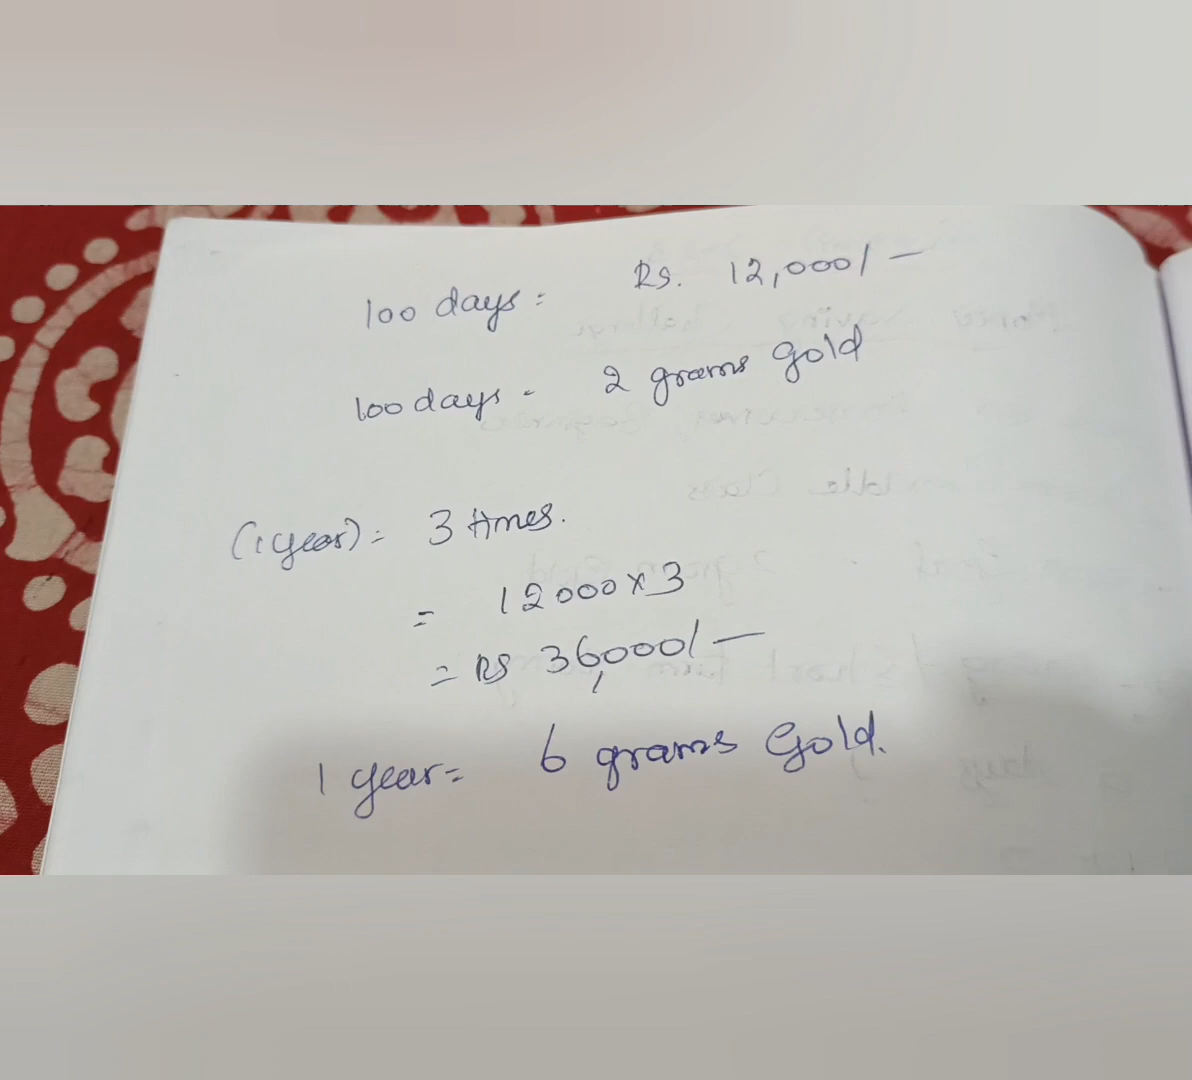 100 days = Rs. 12,000/-
100 days - 2 grams gold
(1 year) = 3 times.
= 12000 x 3
= Rs 36,000/-
1 year = 6 grams Gold.